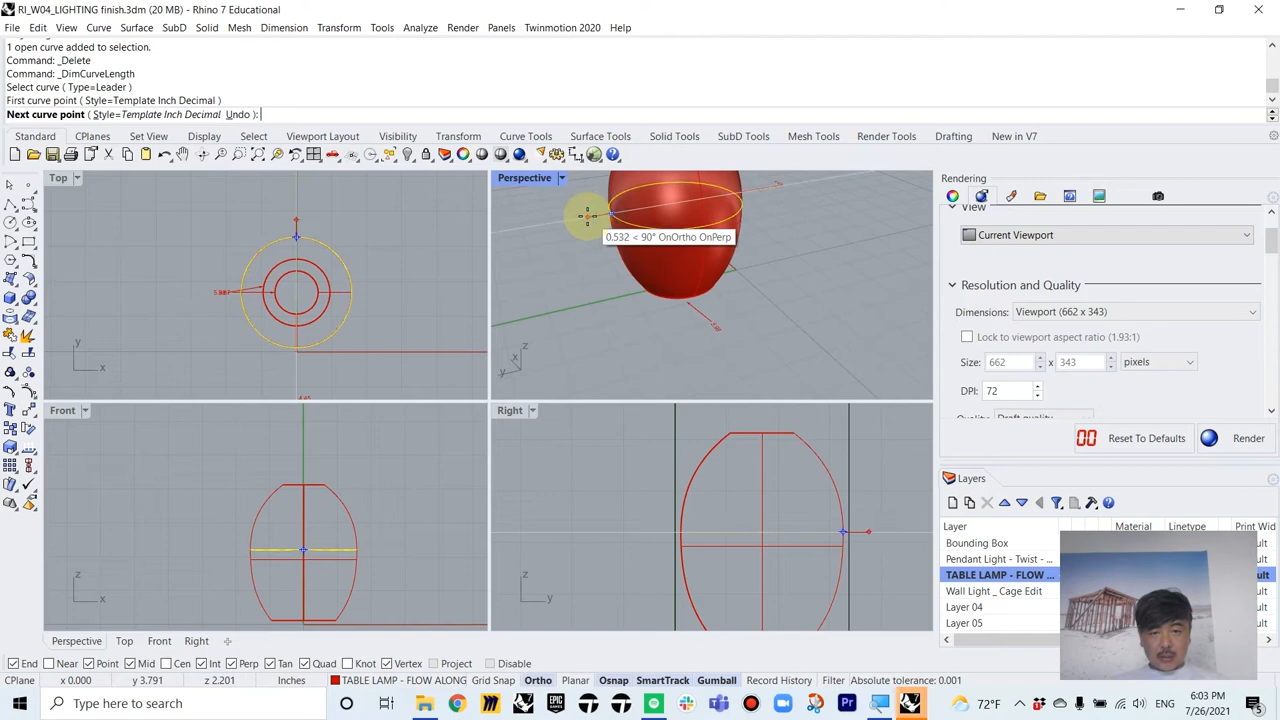 RI_W04_LIGHTING finish.3dm (20 MB) - Rhino 7 Educational
File Edit View Curve Surface SubD Solid Mesh Dimension Transform Tools Analyze Render Panels Twinmotion 2020 Help
1 open curve added to selection.
Command: _Delete
Command: _DimCurveLength
Select curve ( Type=Leader )
First curve point ( Style=Template Inch Decimal )
Next curve point ( Style=Template Inch Decimal Undo ):
Standard CPlanes Set View Display Select Viewport Layout Visibility Transform Curve Tools Surface Tools Solid Tools SubD Tools Mesh Tools Render Tools Drafting New in V7
Top
Perspective
0.532 < 90° OnOrtho OnPerp
Front
Right
y
x
z
x
y
z
x
z
y
Rendering
View
Current Viewport
Resolution and Quality
Dimensions: Viewport (662 x 343)
Lock to viewport aspect ratio (1.93:1)
Size: 662 x 343 pixels
DPI: 72
Reset To Defaults Render
Layers
Layer Material Linetype Print Wid
Bounding Box
Pendant Light - Twist - ...
TABLE LAMP - FLOW ...
Wall Light _ Cage Edit
Layer 04
Layer 05
Perspective Top Front Right
End Near Point Mid Cen Int Perp Tan Quad Knot Vertex Project Disable
CPlane x 0.000 y 3.791 z 2.201 Inches TABLE LAMP - FLOW ALONG Grid Snap Ortho Planar Osnap SmartTrack Gumball Record History Filter Absolute tolerance: 0.001
Type here to search
72°F
ENG
6:03 PM
7/26/2021
5